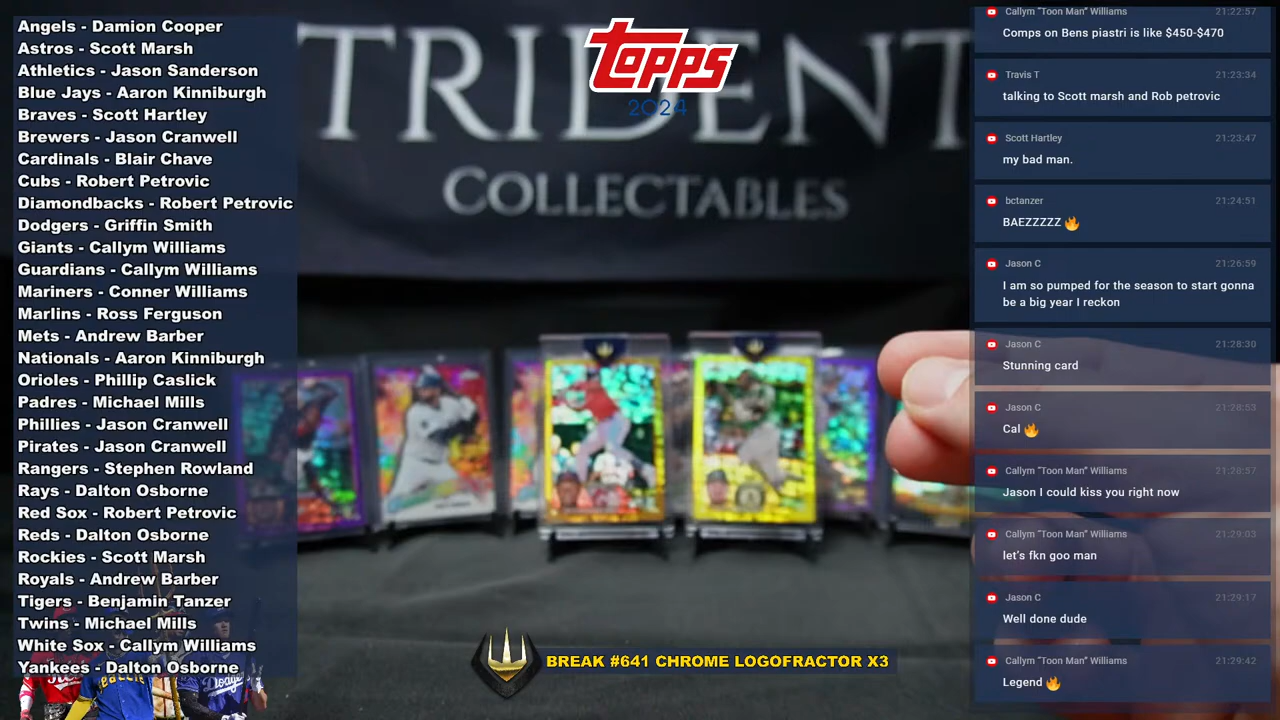 Angels - Damion Cooper
Astros - Scott Marsh
Athletics - Jason Sanderson
Blue Jays - Aaron Kinniburgh
Braves - Scott Hartley
Brewers - Jason Cranwell
Cardinals - Blair Chave
Cubs - Robert Petrovic
Diamondbacks - Robert Petrovic
Dodgers - Griffin Smith
Giants - Callym Williams
Guardians - Callym Williams
Mariners - Conner Williams
Marlins - Ross Ferguson
Mets - Andrew Barber
Nationals - Aaron Kinniburgh
Orioles - Phillip Caslick
Padres - Michael Mills
Phillies - Jason Cranwell
Pirates - Jason Cranwell
Rangers - Stephen Rowland
Rays - Dalton Osborne
Red Sox - Robert Petrovic
Reds - Dalton Osborne
Rockies - Scott Marsh
Royals - Andrew Barber
Tigers - Benjamin Tanzer
Twins - Michael Mills
White Sox - Callym Williams
Yankees - Dalton Osborne
TRIDENT
COLLECTABLES
topps
2024
BREAK #641 CHROME LOGOFRACTOR X3
Callym "Toon Man" Williams 21:22:57
Comps on Bens piastri is like $450-$470
Travis T 21:23:34
talking to Scott marsh and Rob petrovic
Scott Hartley 21:23:47
my bad man.
bctanzer 21:24:51
BAEZZZZZ 🔥
Jason C 21:26:59
I am so pumped for the season to start gonna
be a big year I reckon
Jason C 21:28:30
Stunning card
Jason C 21:28:53
Cal 🔥
Callym "Toon Man" Williams 21:28:57
Jason I could kiss you right now
Callym "Toon Man" Williams 21:29:03
let's fkn goo man
Jason C 21:29:17
Well done dude
Callym "Toon Man" Williams 21:29:42
Legend 🔥